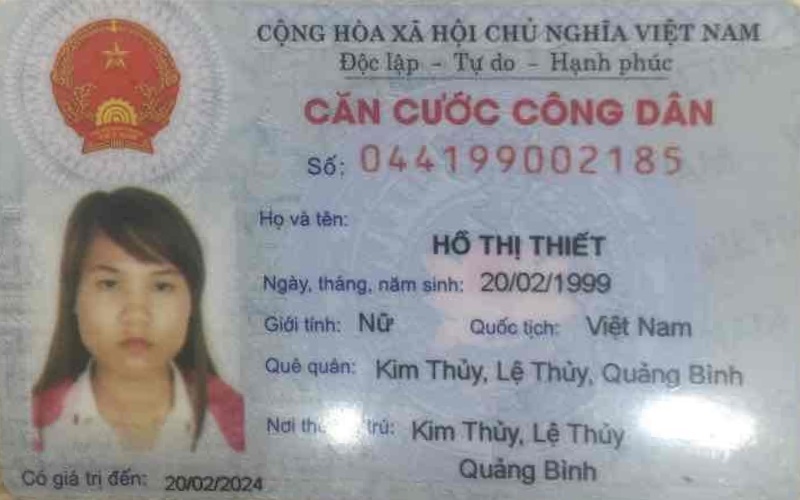 CỘNG HÒA XÃ HỘI CHỦ NGHĨA VIỆT NAM
Độc lập - Tự do - Hạnh phúc
CĂN CƯỚC CÔNG DÂN
Số: 044199002185
Họ và tên:
HỒ THỊ THIẾT
Ngày, tháng, năm sinh: 20/02/1999
Giới tính: Nữ Quốc tịch: Việt Nam
Quê quán: Kim Thủy, Lệ Thủy, Quảng Bình
Nơi trú: Kim Thủy, Lệ Thủy
Quảng Bình
Có giá trị đến: 20/02/2024